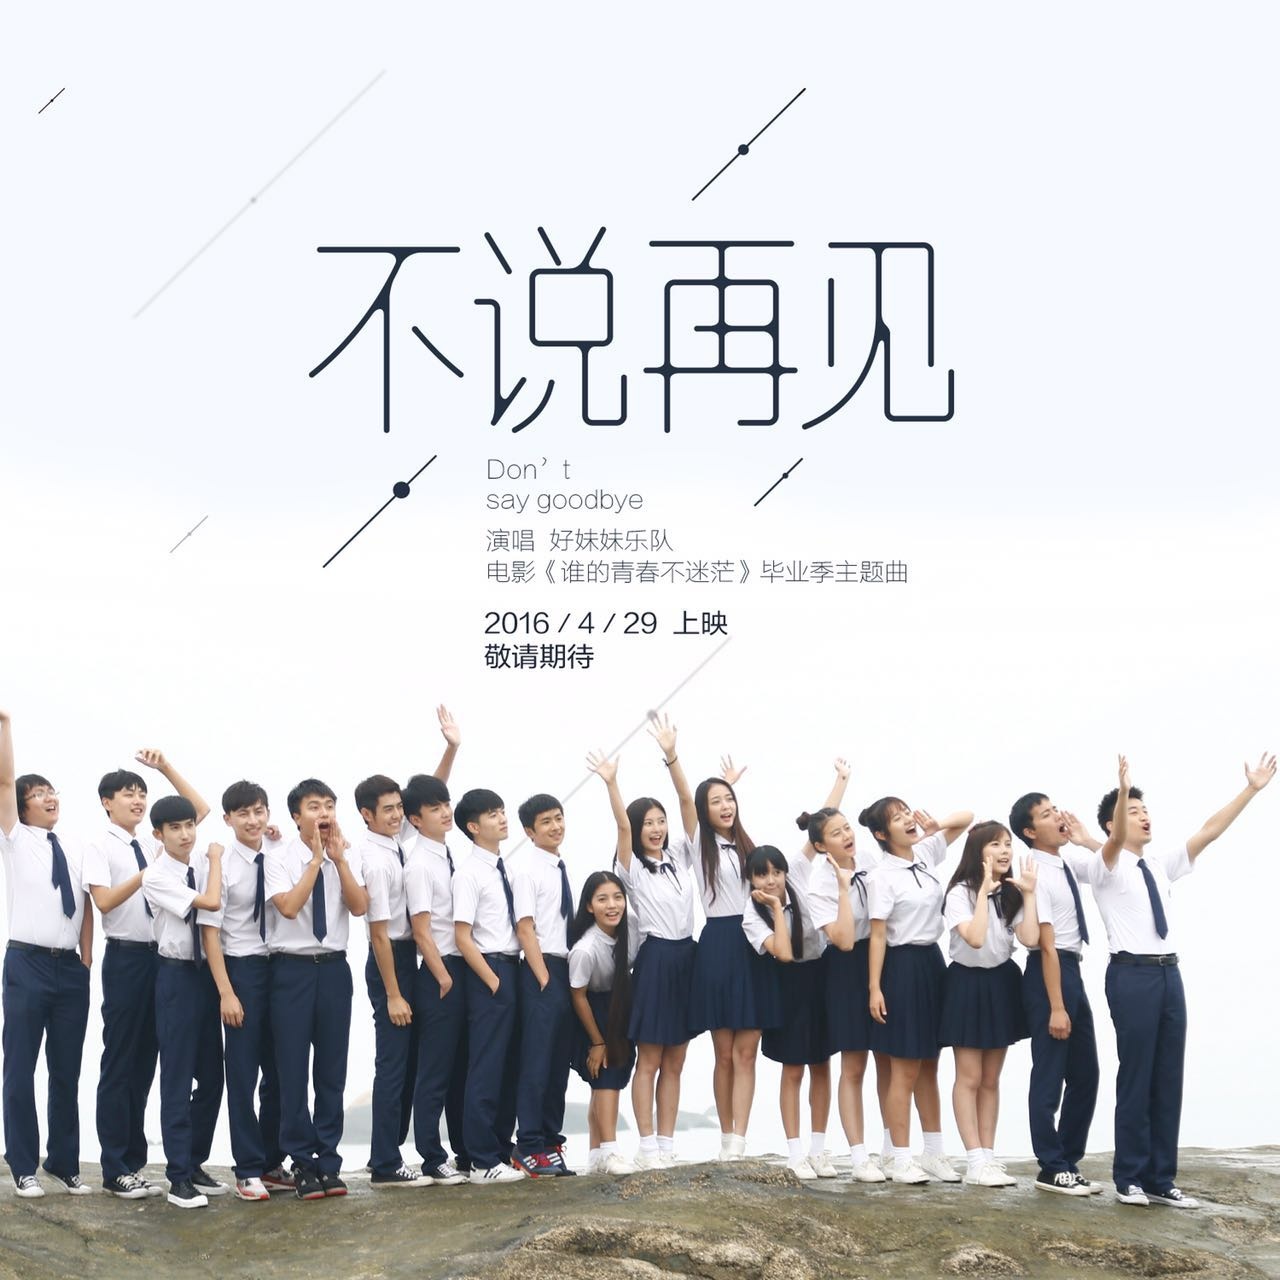 不说再见
Don't
say goodbye
演唱 好妹妹乐队
电影《谁的青春不迷茫》毕业季主题曲
2016 / 4 / 29 上映
敬请期待